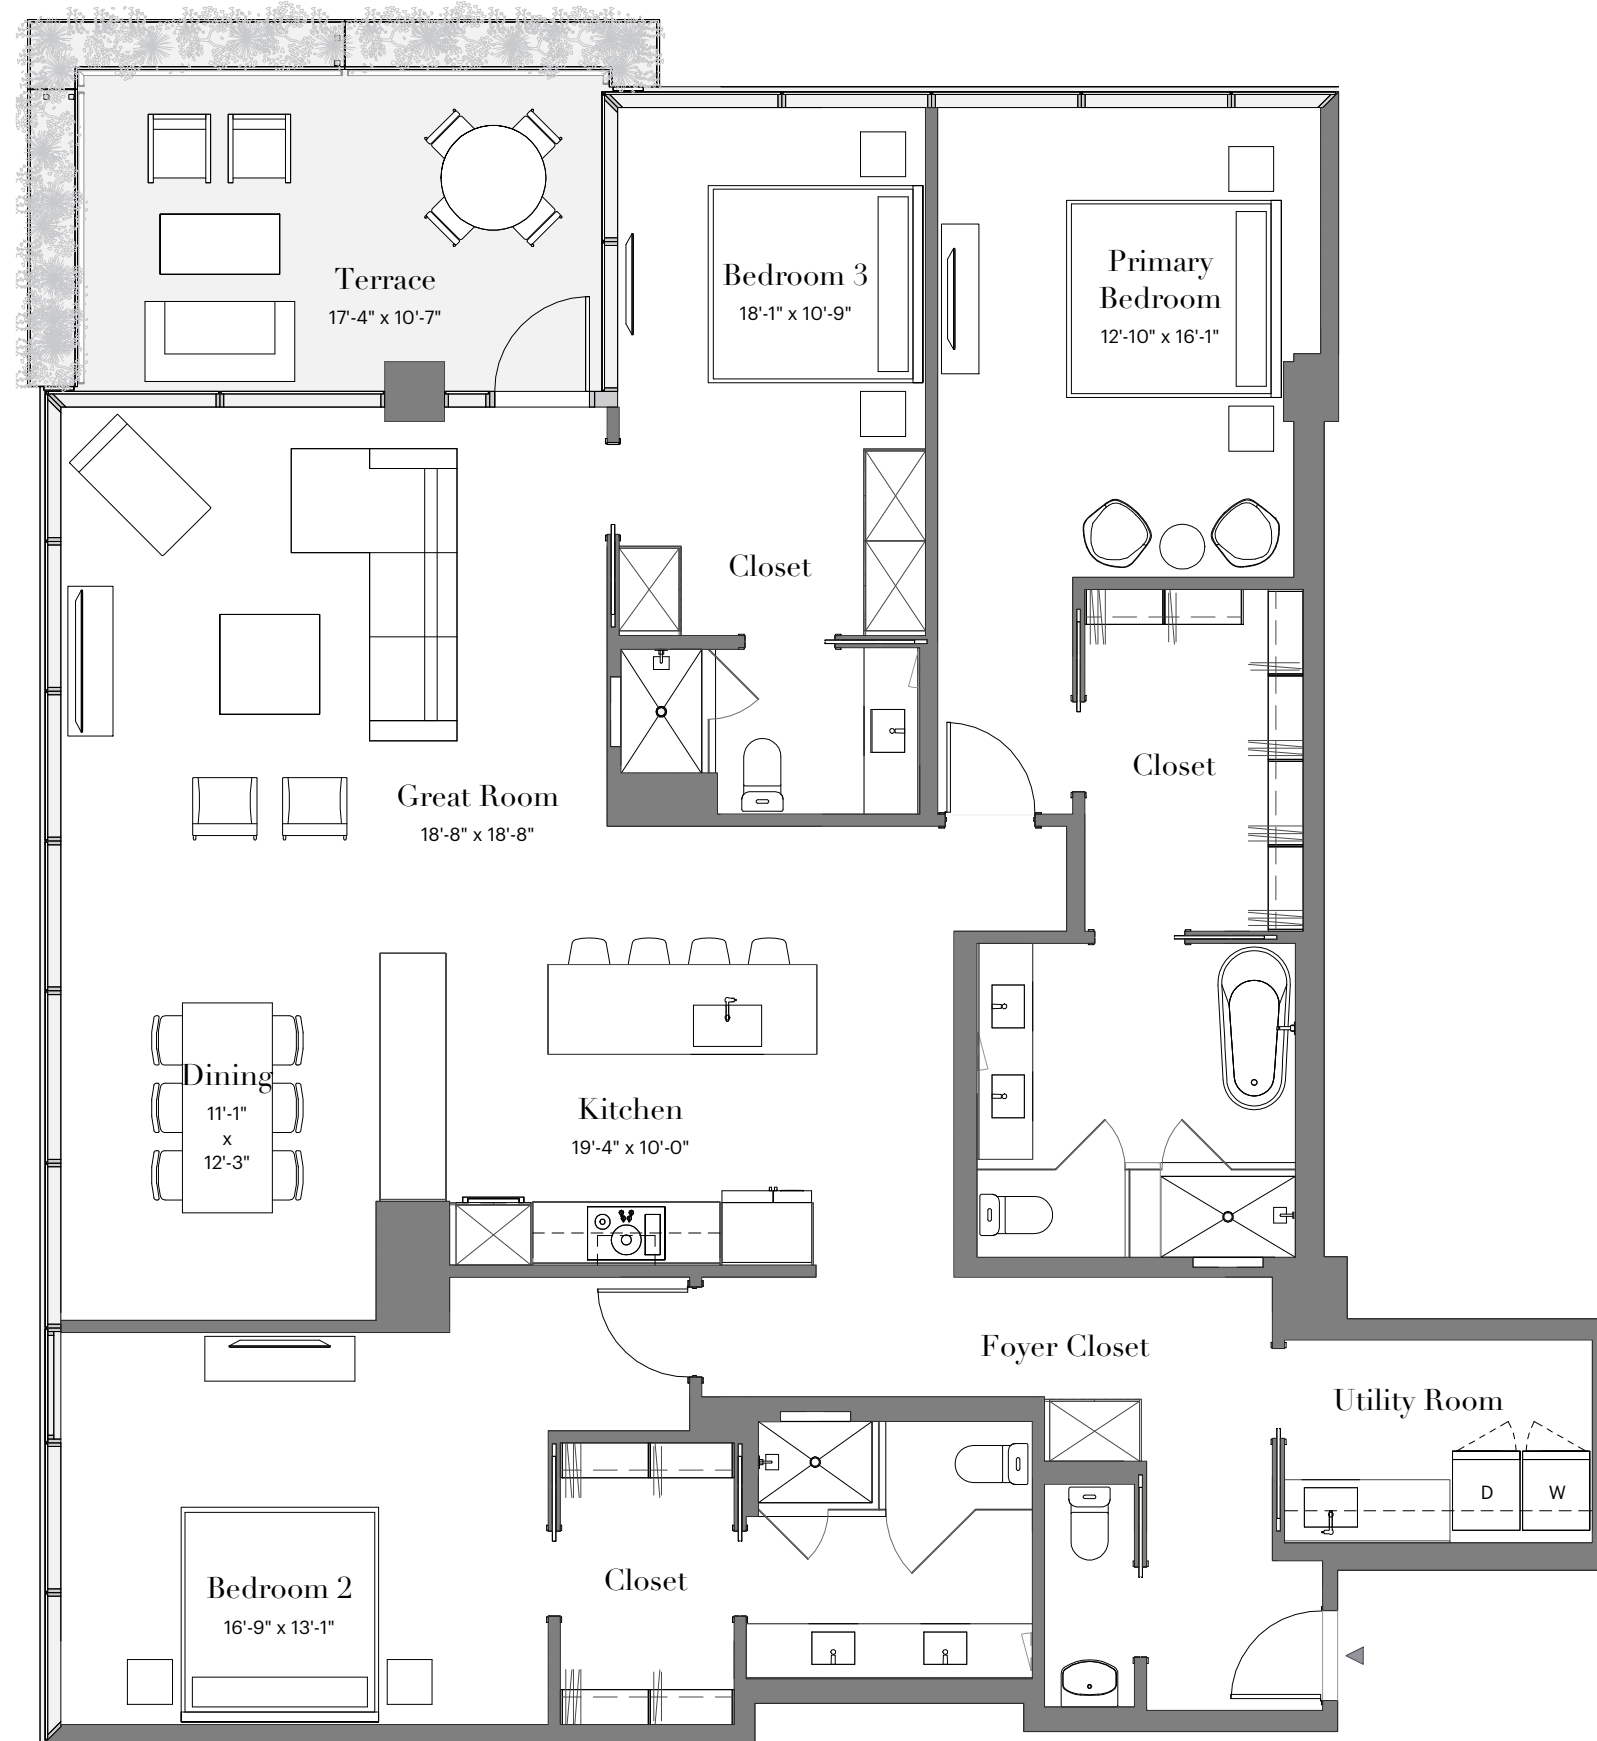 Terrace
17'-4" x 10'-7"
Bedroom 3
18'-1" x 10'-9"
Primary
Bedroom
12'-10" x 16'-1"
Closet
Closet
Great Room
18'-8" x 18'-8"
Dining
11'-1"
x
12'-3"
Kitchen
19'-4" x 10'-0"
Foyer Closet
Utility Room
D
W
Bedroom 2
16'-9" x 13'-1"
Closet